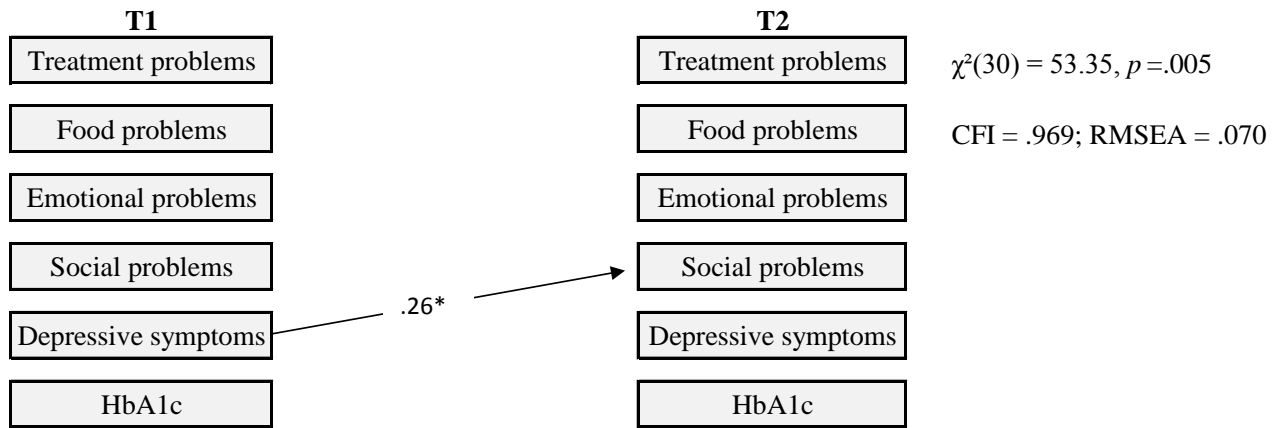 T1
T2
Treatment problems
Treatment problems
χ²(30) = 53.35, p =.005
Food problems
Food problems
CFI = .969; RMSEA = .070
Emotional problems
Emotional problems
Social problems
Social problems
.26*
Depressive symptoms
Depressive symptoms
HbA1c
HbA1c